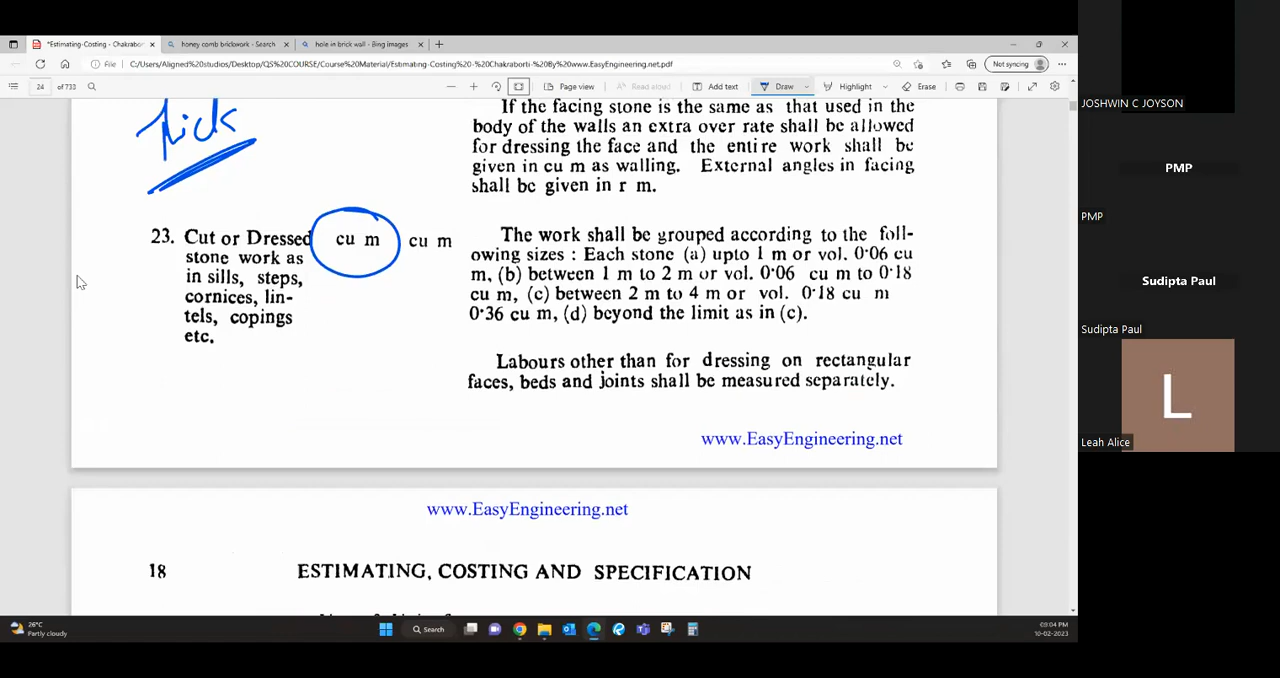 *Estimating-Costing - Chakrabor
honey comb brickwork - Search
hole in brick wall - Bing images
File
C:/Users/Aligned%20studios/Desktop/QS%20COURSE/Course%20Material/Estimating-Costing%20-%20Chakraborti-%20By%20www.EasyEngineering.net.pdf
Not syncing
24 of 733
Page view
Read aloud
Add text
Draw
Highlight
Erase
If the facing stone is the same as that used in the
body of the walls an extra over rate shall be allowed
for dressing the face and the entire work shall be
given in cu m as walling. External angles in facing
shall be given in r m.
23. Cut or Dressed cu m cu m
stone work as
in sills, steps,
cornices, lin-
tels, copings
etc.
The work shall be grouped according to the fol-
lowing sizes : Each stone (a) upto 1 m or vol. 0·06 cu
m, (b) between 1 m to 2 m or vol. 0·06 cu m to 0·18
cu m, (c) between 2 m to 4 m or vol. 0·18 cu m
0·36 cu m, (d) beyond the limit as in (c).
Labours other than for dressing on rectangular
faces, beds and joints shall be measured separately.
www.EasyEngineering.net
www.EasyEngineering.net
18 ESTIMATING, COSTING AND SPECIFICATION
26°C
Partly cloudy
Search
10-02-2023
JOSHWIN C JOYSON
PMP
PMP
Sudipta Paul
Sudipta Paul
L
Leah Alice